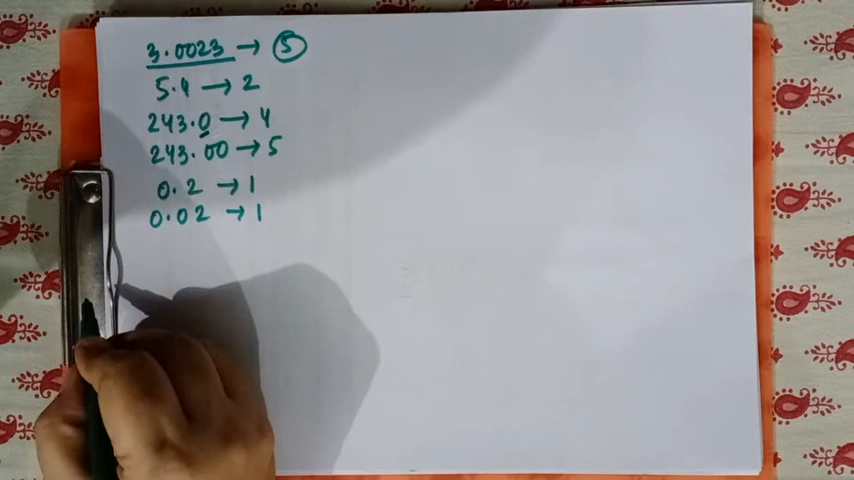 3.0023 → 5
5.4 → 2
243.0 → 4
243.00 → 5
0.2 → 1
0.02 → 1